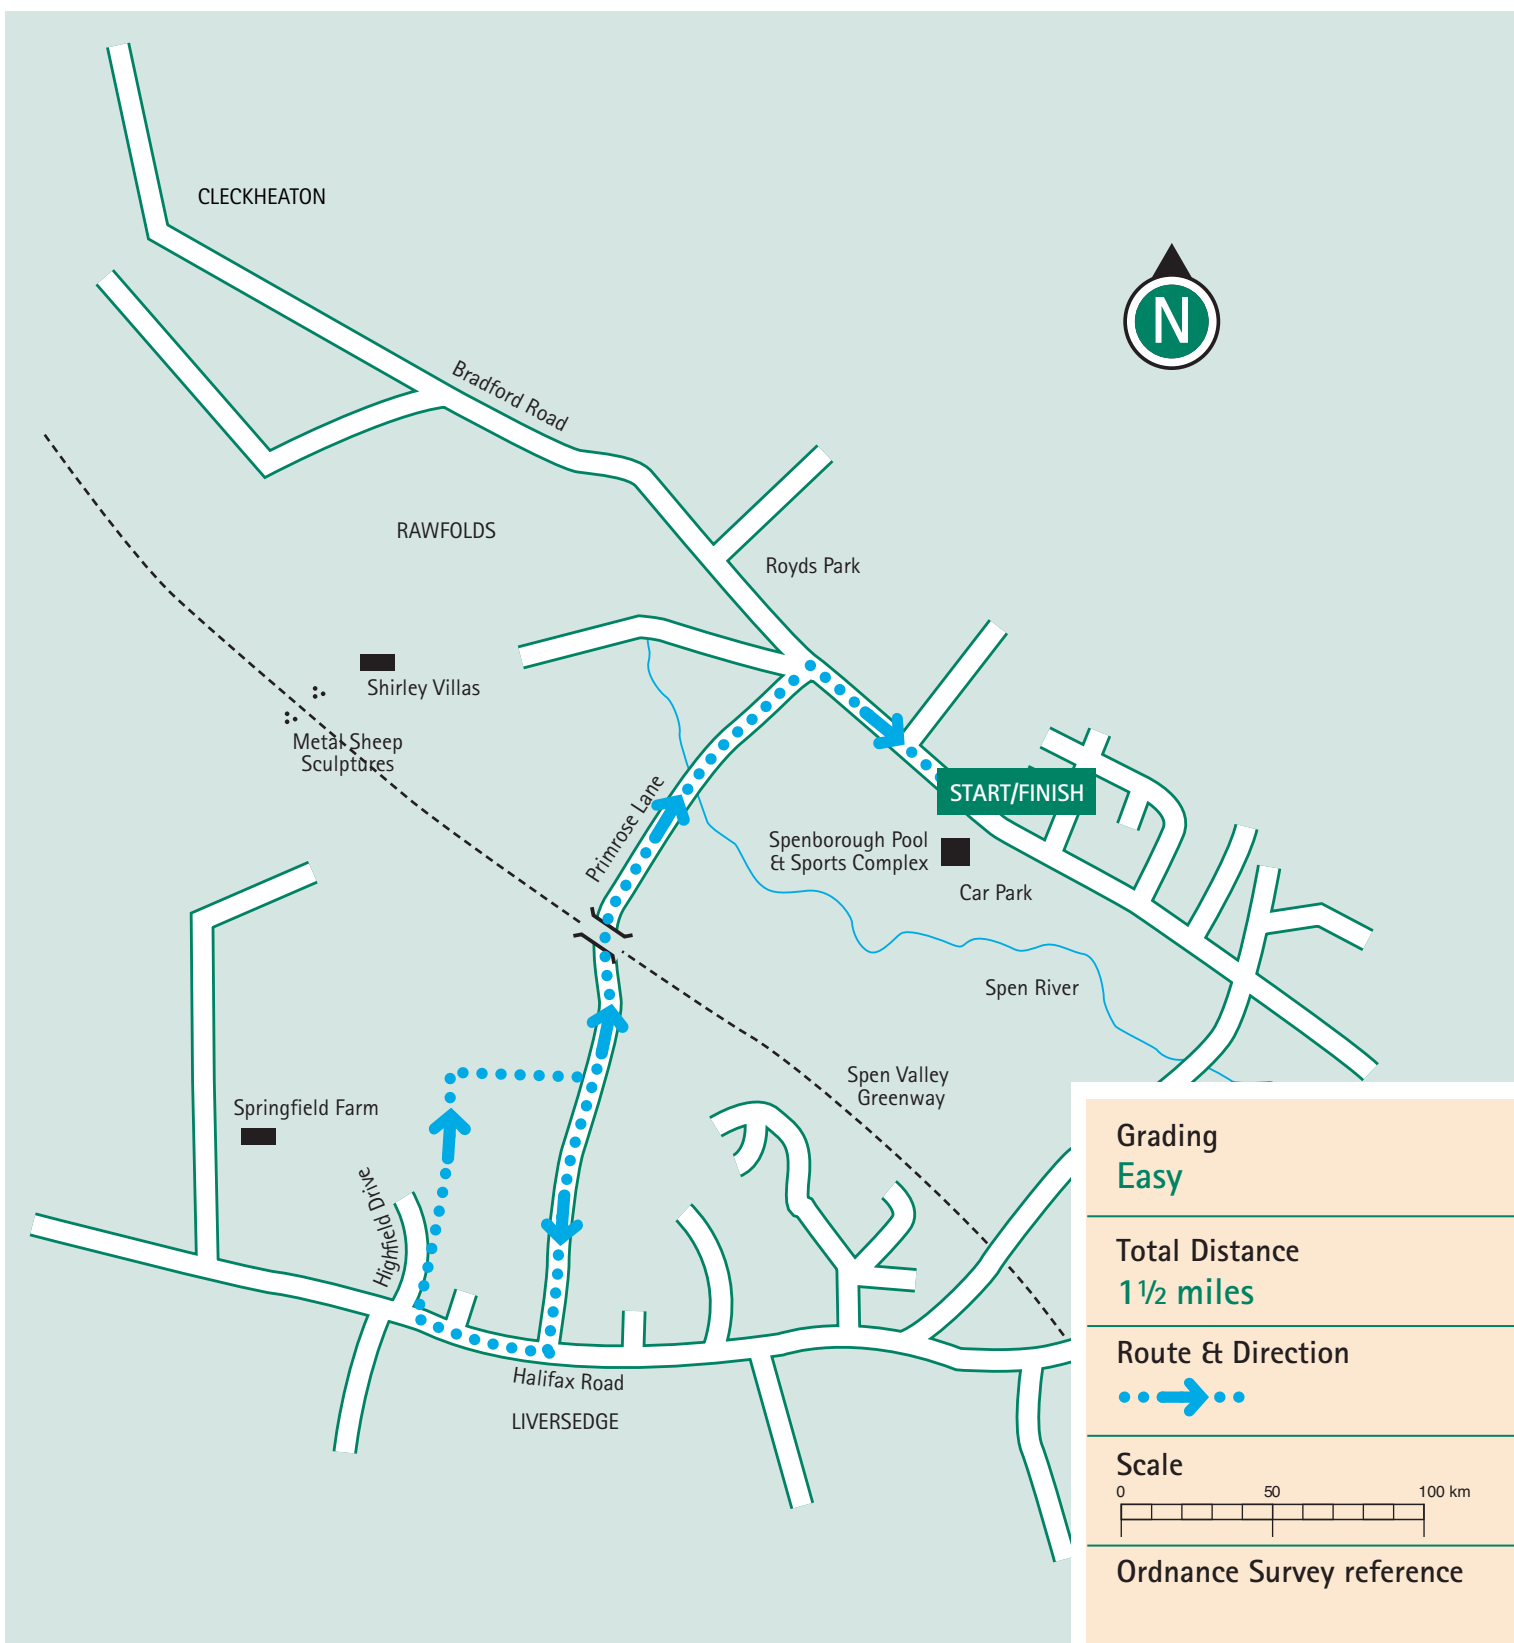 CLECKHEATON
N
Bradford Road
RAWFOLDS
Royds Park
Shirley Villas
Metal Sheep
Sculptures
Primrose Lane
START/FINISH
Spenborough Pool
& Sports Complex
Car Park
Spen River
Spen Valley
Greenway
Springfield Farm
Highfield Drive
Halifax Road
LIVERSEDGE
Grading
Easy
Total Distance
1½ miles
Route & Direction
Scale
0 50 100 km
Ordnance Survey reference